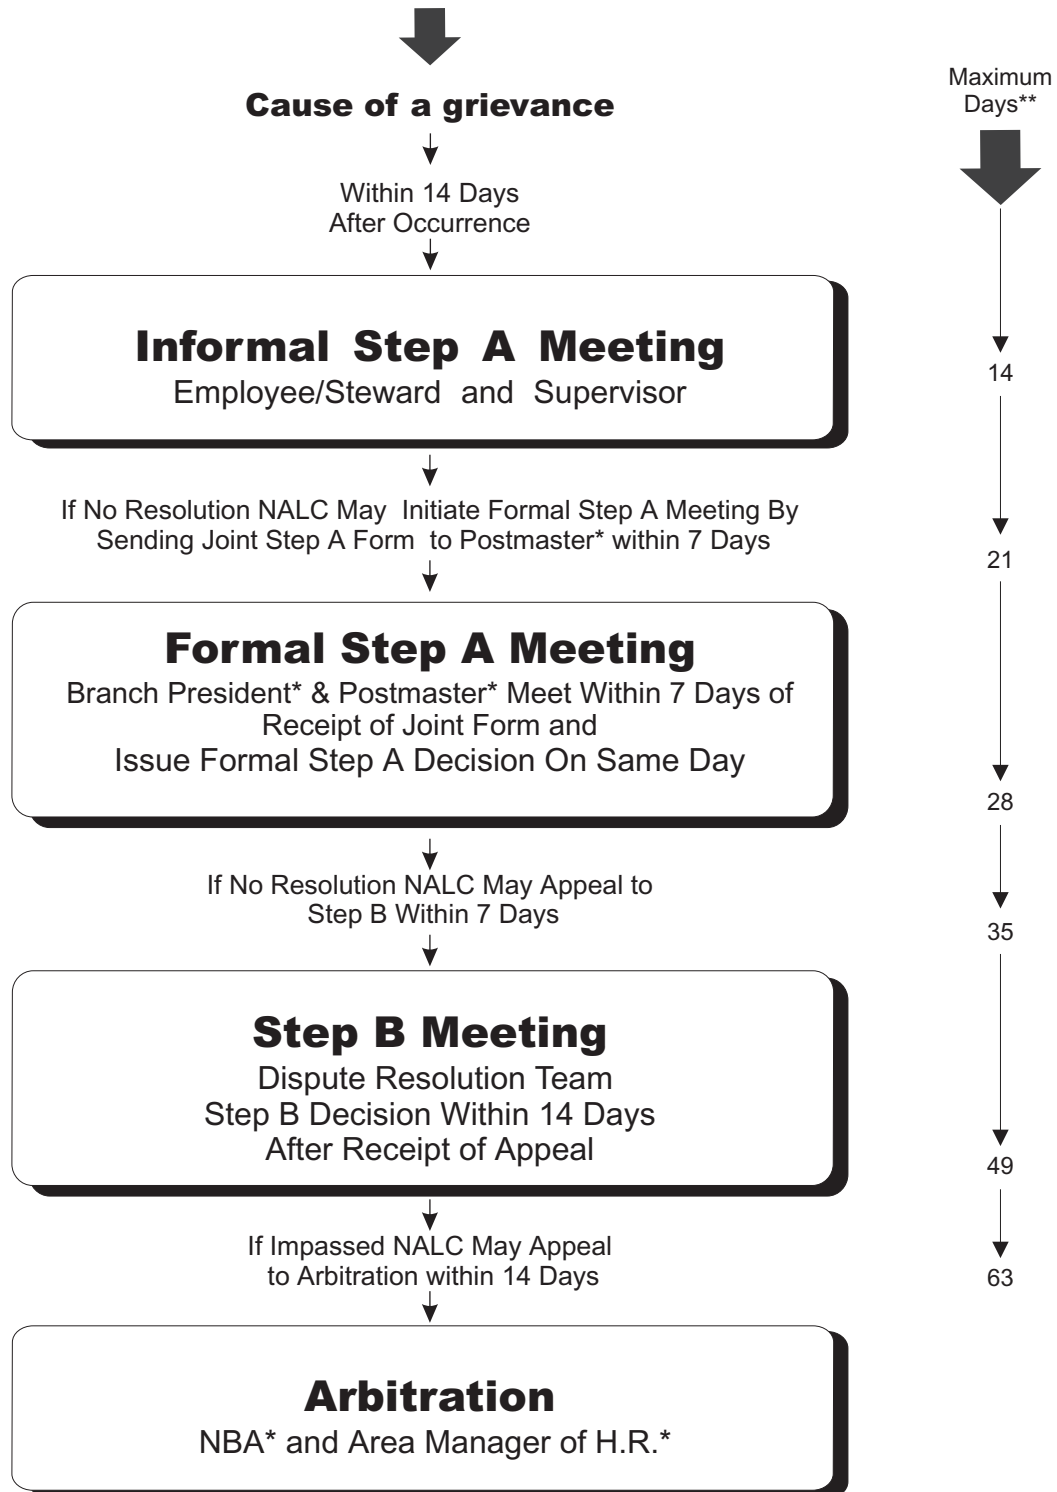 Cause of a grievance
Maximum
Days**
Within 14 Days
After Occurrence
Informal Step A Meeting
Employee/Steward and Supervisor
14
If No Resolution NALC May Initiate Formal Step A Meeting By
Sending Joint Step A Form to Postmaster* within 7 Days
21
Formal Step A Meeting
Branch President* & Postmaster* Meet Within 7 Days of
Receipt of Joint Form and
Issue Formal Step A Decision On Same Day
28
If No Resolution NALC May Appeal to
Step B Within 7 Days
35
Step B Meeting
Dispute Resolution Team
Step B Decision Within 14 Days
After Receipt of Appeal
49
If Impassed NALC May Appeal
to Arbitration within 14 Days
63
Arbitration
NBA* and Area Manager of H.R.*